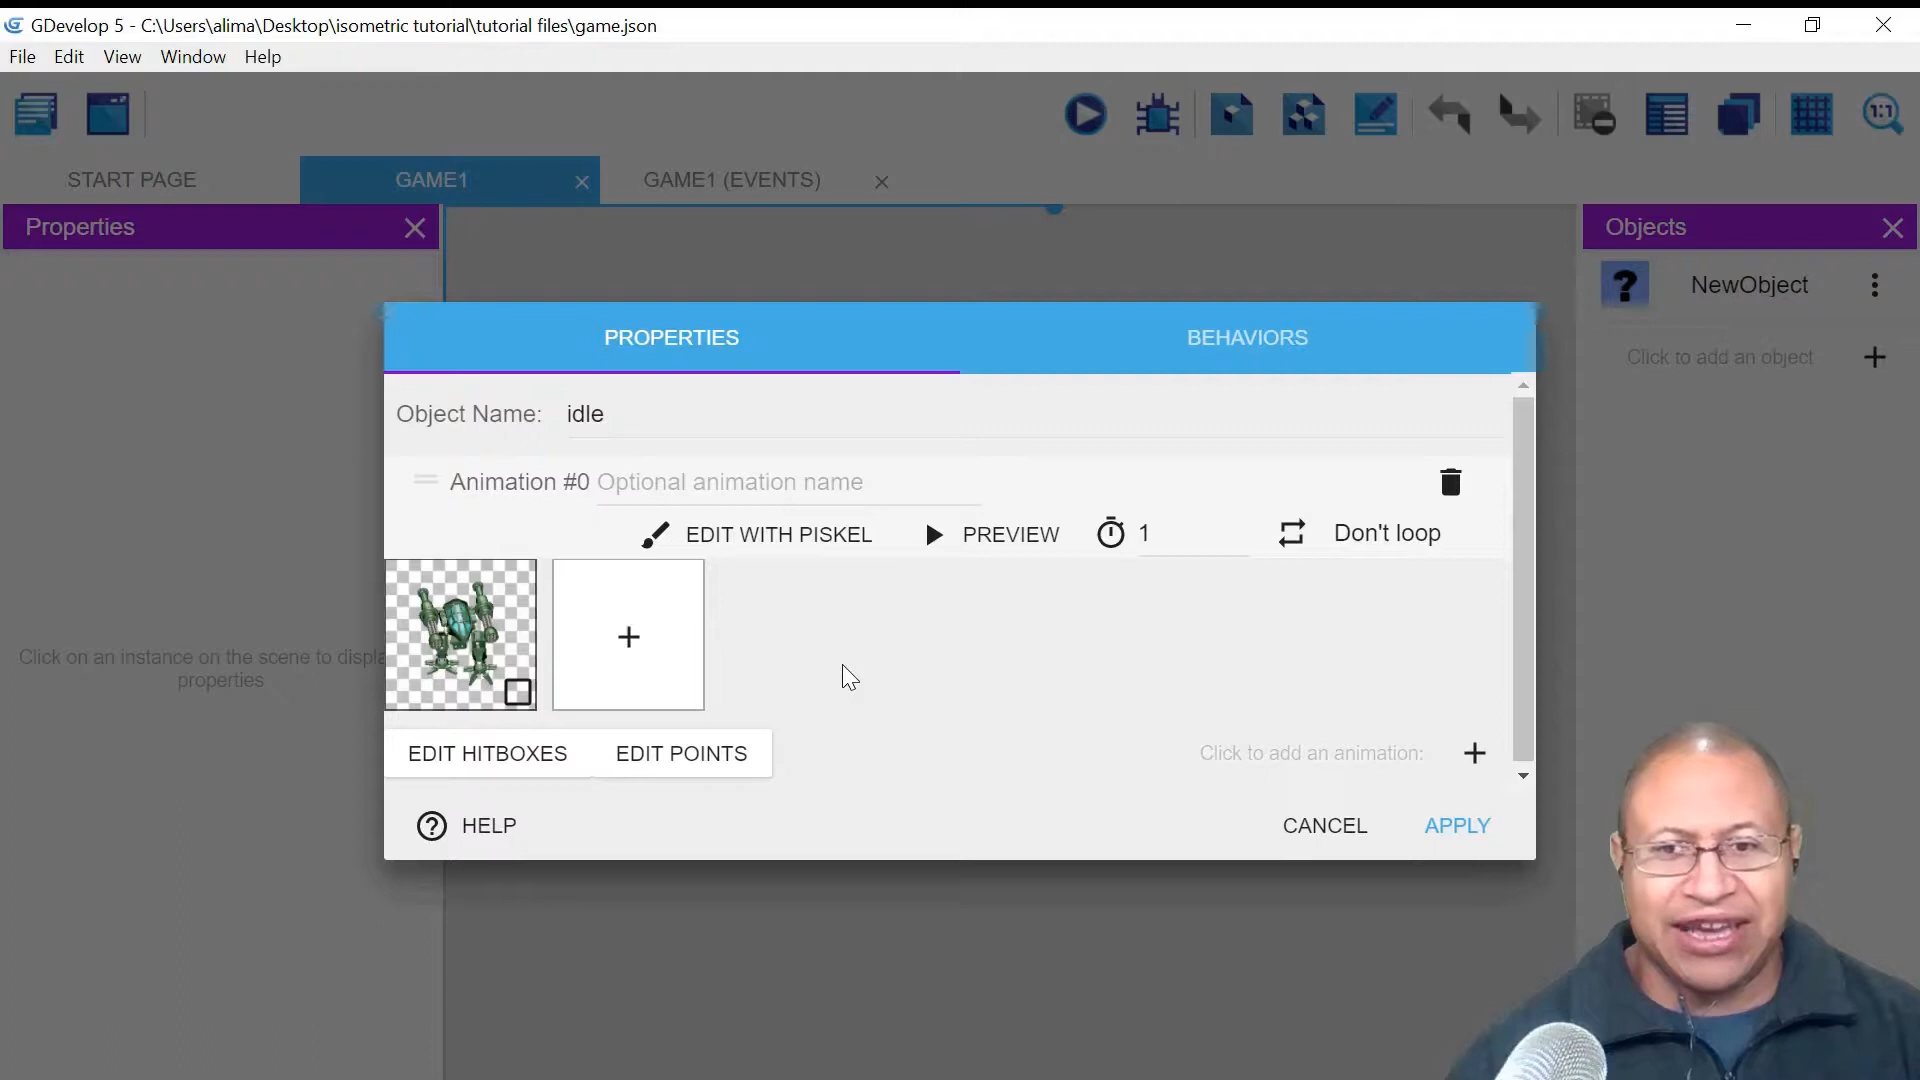 GDevelop 5 - C:\Users\alima\Desktop\isometric tutorial\tutorial files\game.json
File Edit View Window Help
1:1
START PAGE
GAME1
GAME1 (EVENTS)
Properties
Objects
NewObject
Click to add an object
PROPERTIES
BEHAVIORS
Object Name: idle
Animation #0 Optional animation name
EDIT WITH PISKEL
PREVIEW
1
Don't loop
Click on an instance on the scene to displa
properties
EDIT HITBOXES
EDIT POINTS
Click to add an animation:
HELP
CANCEL
APPLY